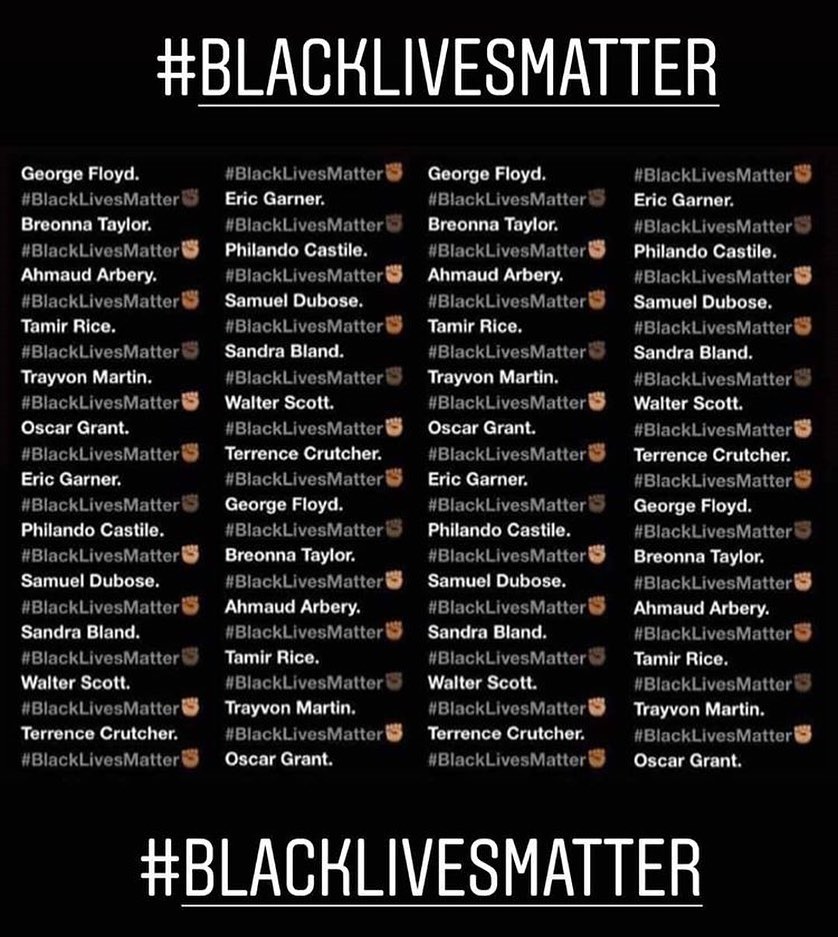 #BLACKLIVESMATTER
George Floyd.
#BlackLivesMatter✊🏿
Breonna Taylor.
#BlackLivesMatter✊🏽
Ahmaud Arbery.
#BlackLivesMatter✊🏾
Tamir Rice.
#BlackLivesMatter✊🏿
Trayvon Martin.
#BlackLivesMatter✊🏽
Oscar Grant.
#BlackLivesMatter✊🏾
Eric Garner.
#BlackLivesMatter✊🏿
Philando Castile.
#BlackLivesMatter✊🏽
Samuel Dubose.
#BlackLivesMatter✊🏾
Sandra Bland.
#BlackLivesMatter✊🏿
Walter Scott.
#BlackLivesMatter✊🏽
Terrence Crutcher.
#BlackLivesMatter✊🏾
#BlackLivesMatter✊🏾
Eric Garner.
#BlackLivesMatter✊🏿
Philando Castile.
#BlackLivesMatter✊🏽
Samuel Dubose.
#BlackLivesMatter✊🏾
Sandra Bland.
#BlackLivesMatter✊🏿
Walter Scott.
#BlackLivesMatter✊🏽
Terrence Crutcher.
#BlackLivesMatter✊🏾
George Floyd.
#BlackLivesMatter✊🏿
Breonna Taylor.
#BlackLivesMatter✊🏽
Ahmaud Arbery.
#BlackLivesMatter✊🏾
Tamir Rice.
#BlackLivesMatter✊🏿
Trayvon Martin.
#BlackLivesMatter✊🏽
Oscar Grant.
George Floyd.
#BlackLivesMatter✊🏿
Breonna Taylor.
#BlackLivesMatter✊🏽
Ahmaud Arbery.
#BlackLivesMatter✊🏾
Tamir Rice.
#BlackLivesMatter✊🏿
Trayvon Martin.
#BlackLivesMatter✊🏽
Oscar Grant.
#BlackLivesMatter✊🏾
Eric Garner.
#BlackLivesMatter✊🏿
Philando Castile.
#BlackLivesMatter✊🏽
Samuel Dubose.
#BlackLivesMatter✊🏾
Sandra Bland.
#BlackLivesMatter✊🏿
Walter Scott.
#BlackLivesMatter✊🏽
Terrence Crutcher.
#BlackLivesMatter✊🏾
#BlackLivesMatter✊🏾
Eric Garner.
#BlackLivesMatter✊🏿
Philando Castile.
#BlackLivesMatter✊🏽
Samuel Dubose.
#BlackLivesMatter✊🏾
Sandra Bland.
#BlackLivesMatter✊🏿
Walter Scott.
#BlackLivesMatter✊🏽
Terrence Crutcher.
#BlackLivesMatter✊🏾
George Floyd.
#BlackLivesMatter✊🏿
Breonna Taylor.
#BlackLivesMatter✊🏽
Ahmaud Arbery.
#BlackLivesMatter✊🏾
Tamir Rice.
#BlackLivesMatter✊🏿
Trayvon Martin.
#BlackLivesMatter✊🏽
Oscar Grant.
#BLACKLIVESMATTER